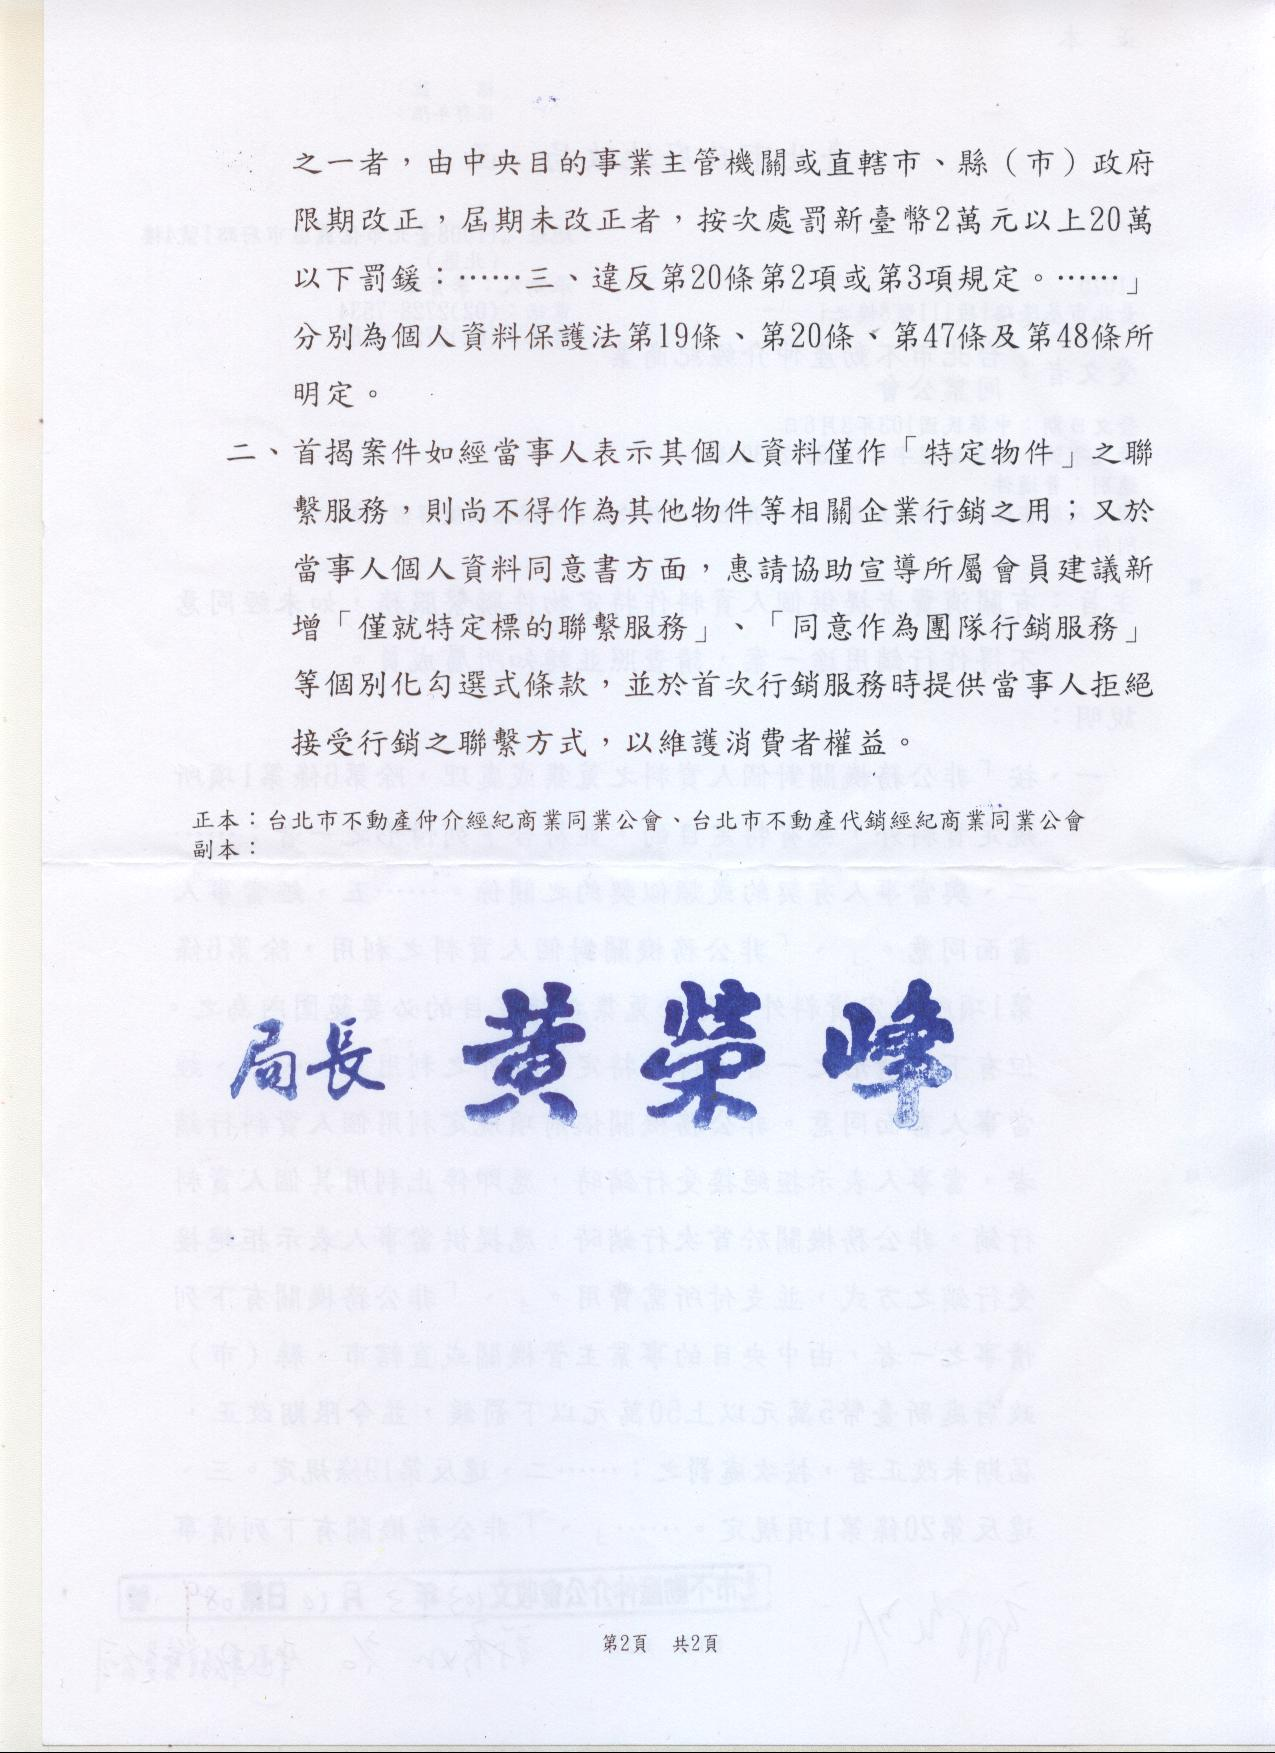 之一者，由中央目的事業主管機關或直轄市、縣（市）政府
限期改正，屆期未改正者，按次處罰新臺幣2萬元以上20萬
以下罰鍰：……三、違反第20條第2項或第3項規定。……」
分別為個人資料保護法第19條、第20條、第47條及第48條所
明定。
二、首揭案件如經當事人表示其個人資料僅作「特定物件」之聯
繫服務，則尚不得作為其他物件等相關企業行銷之用；又於
當事人個人資料同意書方面，惠請協助宣導所屬會員建議新
增「僅就特定標的聯繫服務」、「同意作為團隊行銷服務」
等個別化勾選式條款，並於首次行銷服務時提供當事人拒絕
接受行銷之聯繫方式，以維護消費者權益。
正本：台北市不動產仲介經紀商業同業公會、台北市不動產代銷經紀商業同業公會
副本：
局長 黃榮峰
第2頁 共2頁